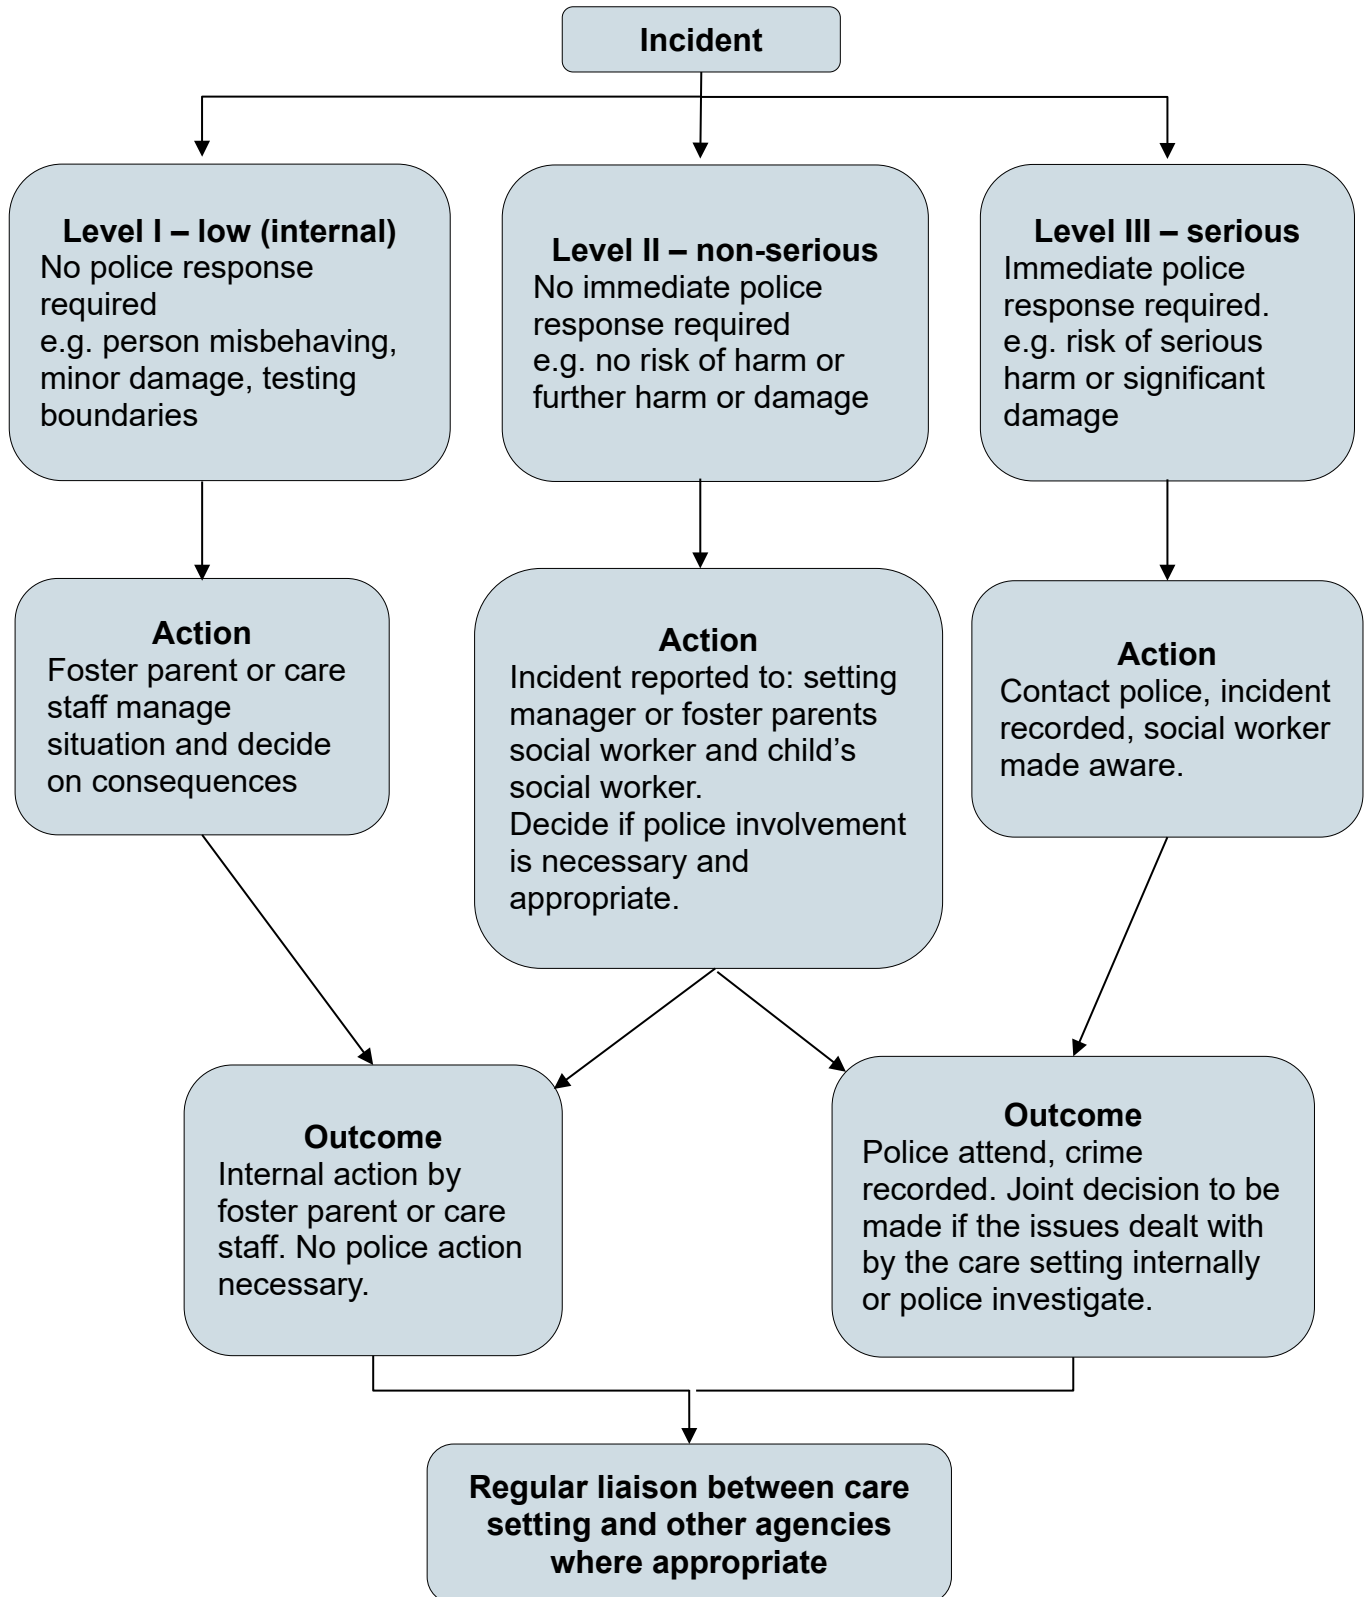 Incident
Level I – low (internal)
No police response
required
e.g. person misbehaving,
minor damage, testing
boundaries
Level II – non-serious
No immediate police
response required
e.g. no risk of harm or
further harm or damage
Level III – serious
Immediate police
response required.
e.g. risk of serious
harm or significant
damage
Action
Foster parent or care
staff manage
situation and decide
on consequences
Action
Incident reported to: setting
manager or foster parents
social worker and child’s
social worker.
Decide if police involvement
is necessary and
appropriate.
Action
Contact police, incident
recorded, social worker
made aware.
Outcome
Internal action by
foster parent or care
staff. No police action
necessary.
Outcome
Police attend, crime
recorded. Joint decision to be
made if the issues dealt with
by the care setting internally
or police investigate.
Regular liaison between care
setting and other agencies
where appropriate